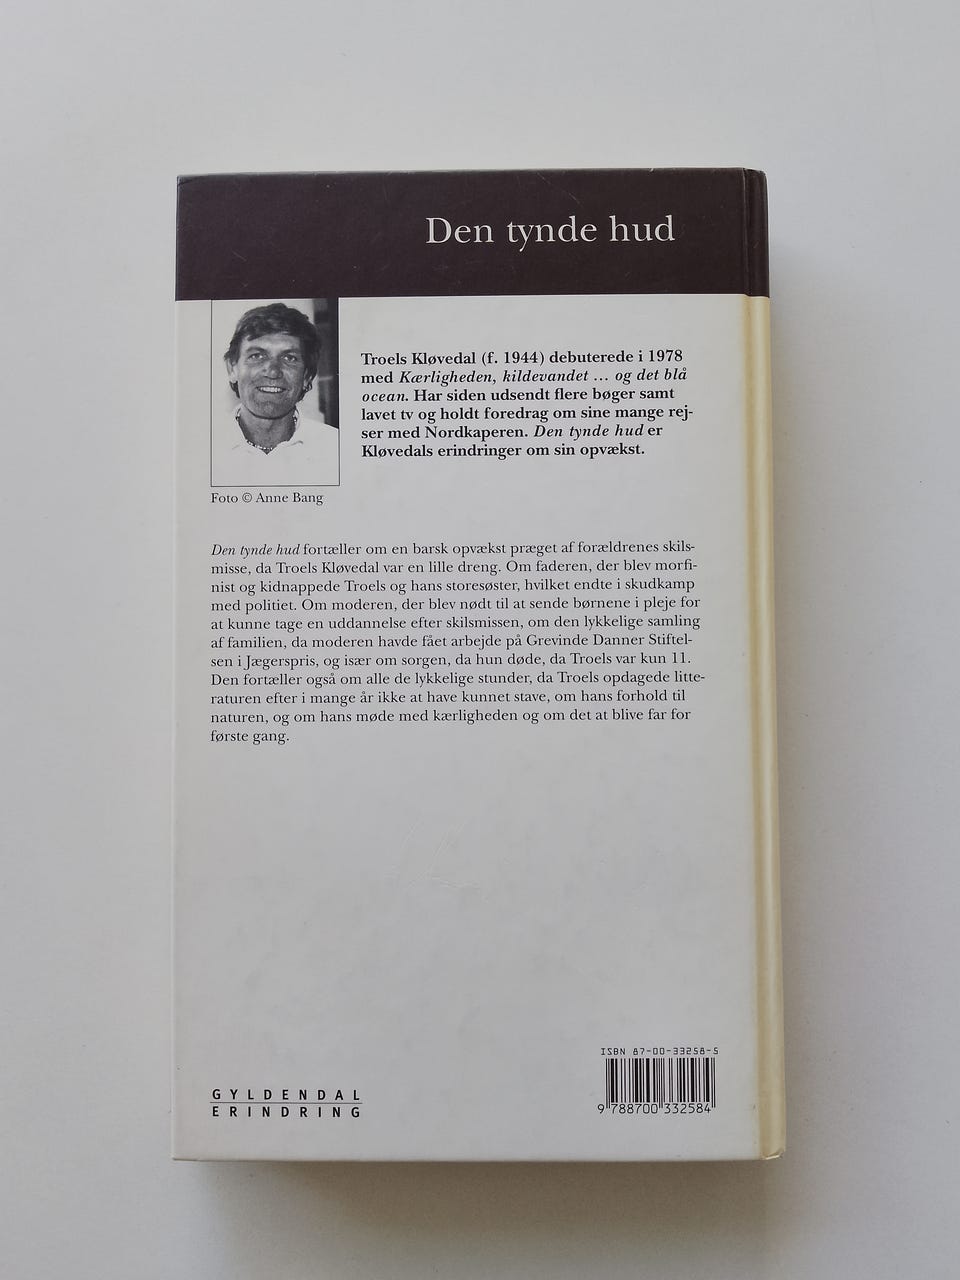 Den tynde hud
Troels Kløvedal (f. 1944) debuterede i 1978
med Kærligheden, kildevandet ... og det blå
ocean. Har siden udsendt flere bøger samt
lavet tv og holdt foredrag om sine mange rej-
ser med Nordkaperen. Den tynde hud er
Kløvedals erindringer om sin opvækst.
Foto © Anne Bang
Den tynde hud fortæller om en barsk opvækst præget af forældrenes skils-
misse, da Troels Kløvedal var en lille dreng. Om faderen, der blev morfi-
nist og kidnappede Troels og hans storesøster, hvilket endte i skudkamp
med politiet. Om moderen, der blev nødt til at sende børnene i pleje for
at kunne tage en uddannelse efter skilsmissen, om den lykkelige samling
af familien, da moderen havde fået arbejde på Grevinde Danner Stiftel-
sen i Jægerspris, og især om sorgen, da hun døde, da Troels var kun 11.
Den fortæller også om alle de lykkelige stunder, da Troels opdagede litte-
raturen efter i mange år ikke at have kunnet stave, om hans forhold til
naturen, og om hans møde med kærligheden og om det at blive far for
første gang.
ISBN 87-00-33258-5
9 788700 332584
GYLDENDAL
ERINDRING